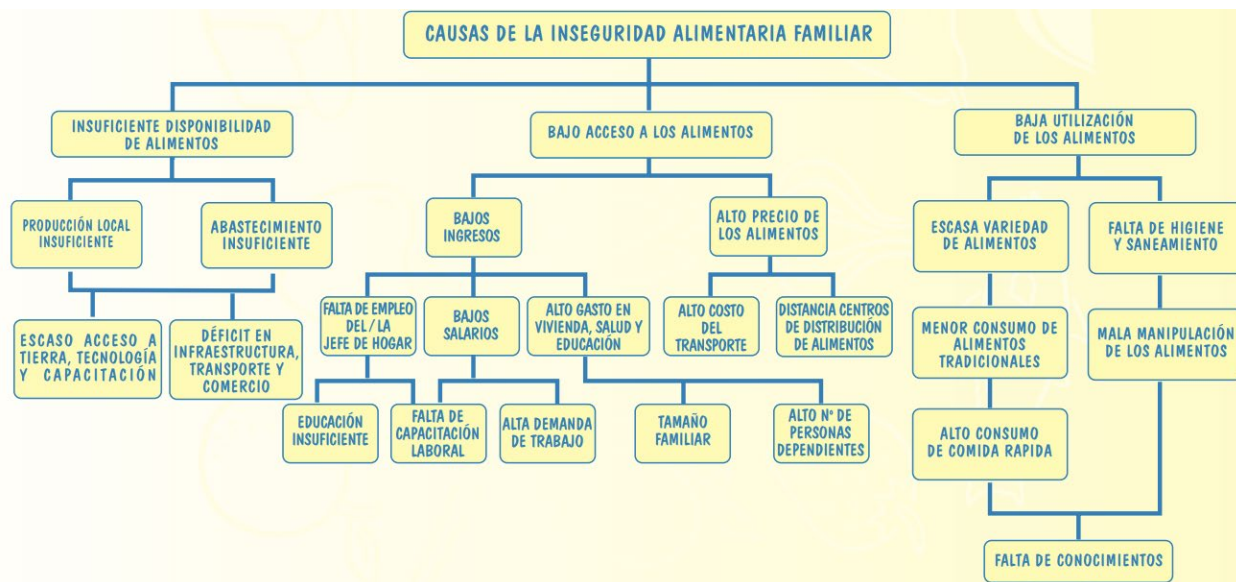 CAUSAS DE LA INSEGURIDAD ALIMENTARIA FAMILIAR
INSUFICIENTE DISPONIBILIDAD
DE ALIMENTOS
BAJO ACCESO A LOS ALIMENTOS
BAJA UTILIZACIÓN
DE LOS ALIMENTOS
PRODUCCIÓN LOCAL
INSUFICIENTE
ABASTECIMIENTO
INSUFICIENTE
BAJOS
INGRESOS
ALTO PRECIO DE
LOS ALIMENTOS
ESCASA VARIEDAD
DE ALIMENTOS
FALTA DE HIGIENE
Y SANEAMIENTO
ESCASO ACCESO A
TIERRA, TECNOLOGÍA
Y CAPACITACIÓN
DÉFICIT EN
INFRAESTRUCTURA,
TRANSPORTE Y
COMERCIO
FALTA DE EMPLEO
DEL / LA
JEFE DE HOGAR
BAJOS
SALARIOS
ALTO GASTO EN
VIVIENDA, SALUD Y
EDUCACIÓN
ALTO COSTO
DEL
TRANSPORTE
DISTANCIA CENTROS
DE DISTRIBUCIÓN
DE ALIMENTOS
MENOR CONSUMO DE
ALIMENTOS
TRADICIONALES
MALA MANIPULACIÓN
DE LOS ALIMENTOS
EDUCACIÓN
INSUFICIENTE
FALTA DE
CAPACITACIÓN
LABORAL
ALTA DEMANDA
DE TRABAJO
TAMAÑO
FAMILIAR
ALTO N° DE
PERSONAS
DEPENDIENTES
ALTO CONSUMO
DE COMIDA RAPIDA
FALTA DE CONOCIMIENTOS